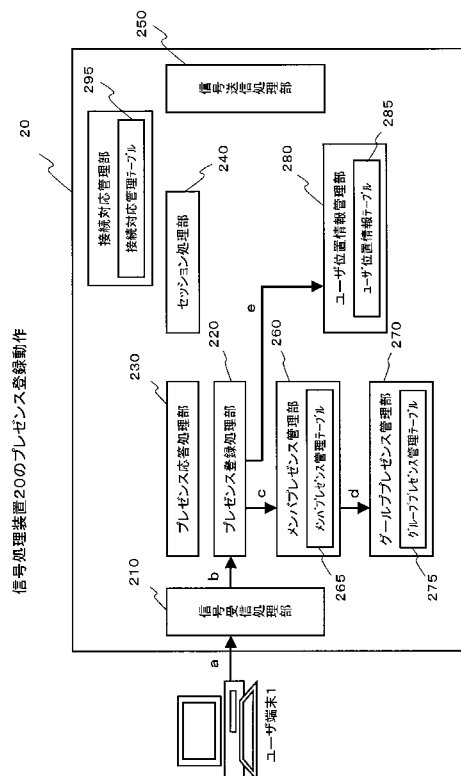 信号処理装置20のプレゼンス登録動作
20
接続対応管理部
295
接続対応管理テーブル
250
信号送信処理部
セッション処理部
240
230
プレゼンス応答処理部
220
プレゼンス登録処理部
e
280
ユーザ位置情報管理部
285
ユーザ位置情報テーブル
210
信号受信処理部
a
b
c
260
メンバプレゼンス管理部
メンバプレゼンス管理テーブル
265
d
270
グールププレゼンス管理部
グループプレゼンス管理テーブル
275
ユーザ端末1